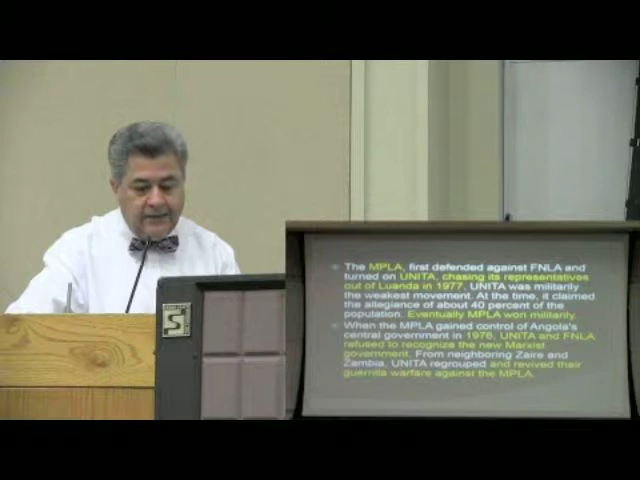 The MPLA, first defended against FNLA and
turned on UNITA, chasing its representatives
out of Luanda in 1977, UNITA was militarily
the weakest movement. At the time, it claimed
the allegiance of about 40 percent of the
population. Eventually MPLA won militarily.
When the MPLA gained control of Angola's
central government in 1976, UNITA and FNLA
refused to recognize the new Marxist
government. From neighboring Zaire and
Zambia, UNITA regrouped and revived their
guerrilla warfare against the MPLA.
S